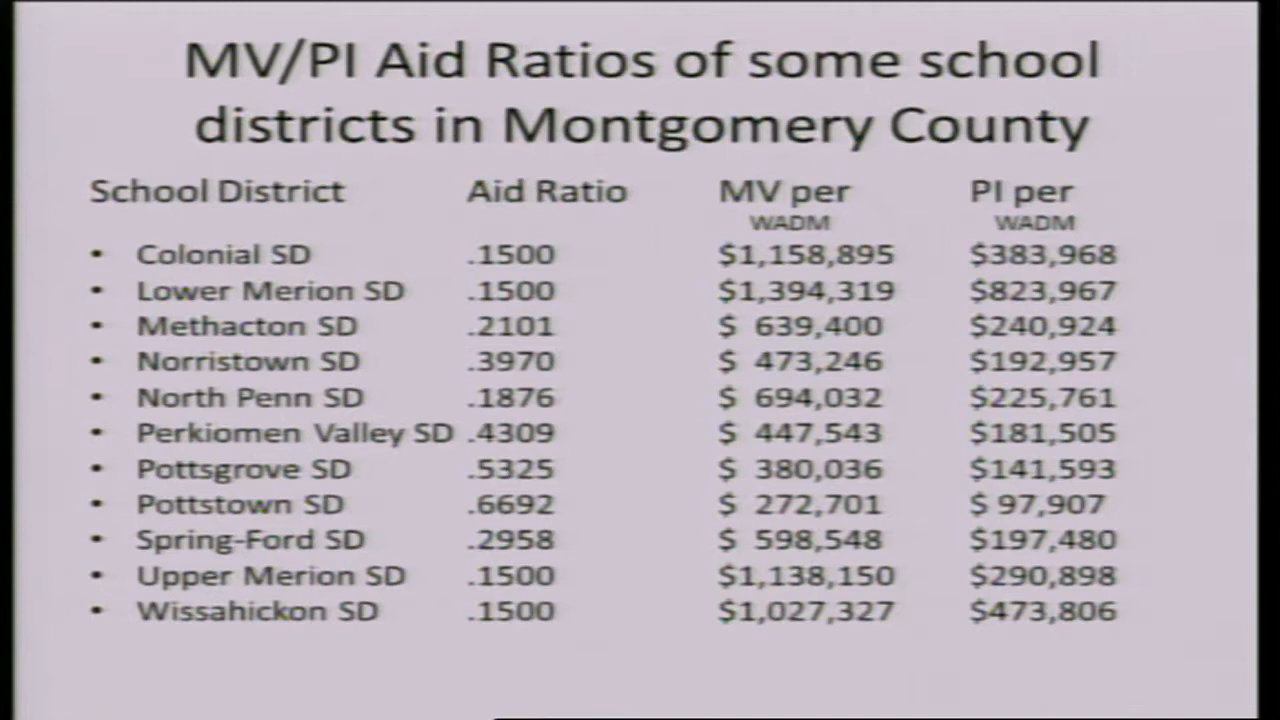 MV/PI Aid Ratios of some school
districts in Montgomery County
School District Aid Ratio MV per PI per
WADM WADM
• Colonial SD .1500 $1,158,895 $383,968
• Lower Merion SD .1500 $1,394,319 $823,967
• Methacton SD .2101 $ 639,400 $240,924
• Norristown SD .3970 $ 473,246 $192,957
• North Penn SD .1876 $ 694,032 $225,761
• Perkiomen Valley SD .4309 $ 447,543 $181,505
• Pottsgrove SD .5325 $ 380,036 $141,593
• Pottstown SD .6692 $ 272,701 $ 97,907
• Spring-Ford SD .2958 $ 598,548 $197,480
• Upper Merion SD .1500 $1,138,150 $290,898
• Wissahickon SD .1500 $1,027,327 $473,806